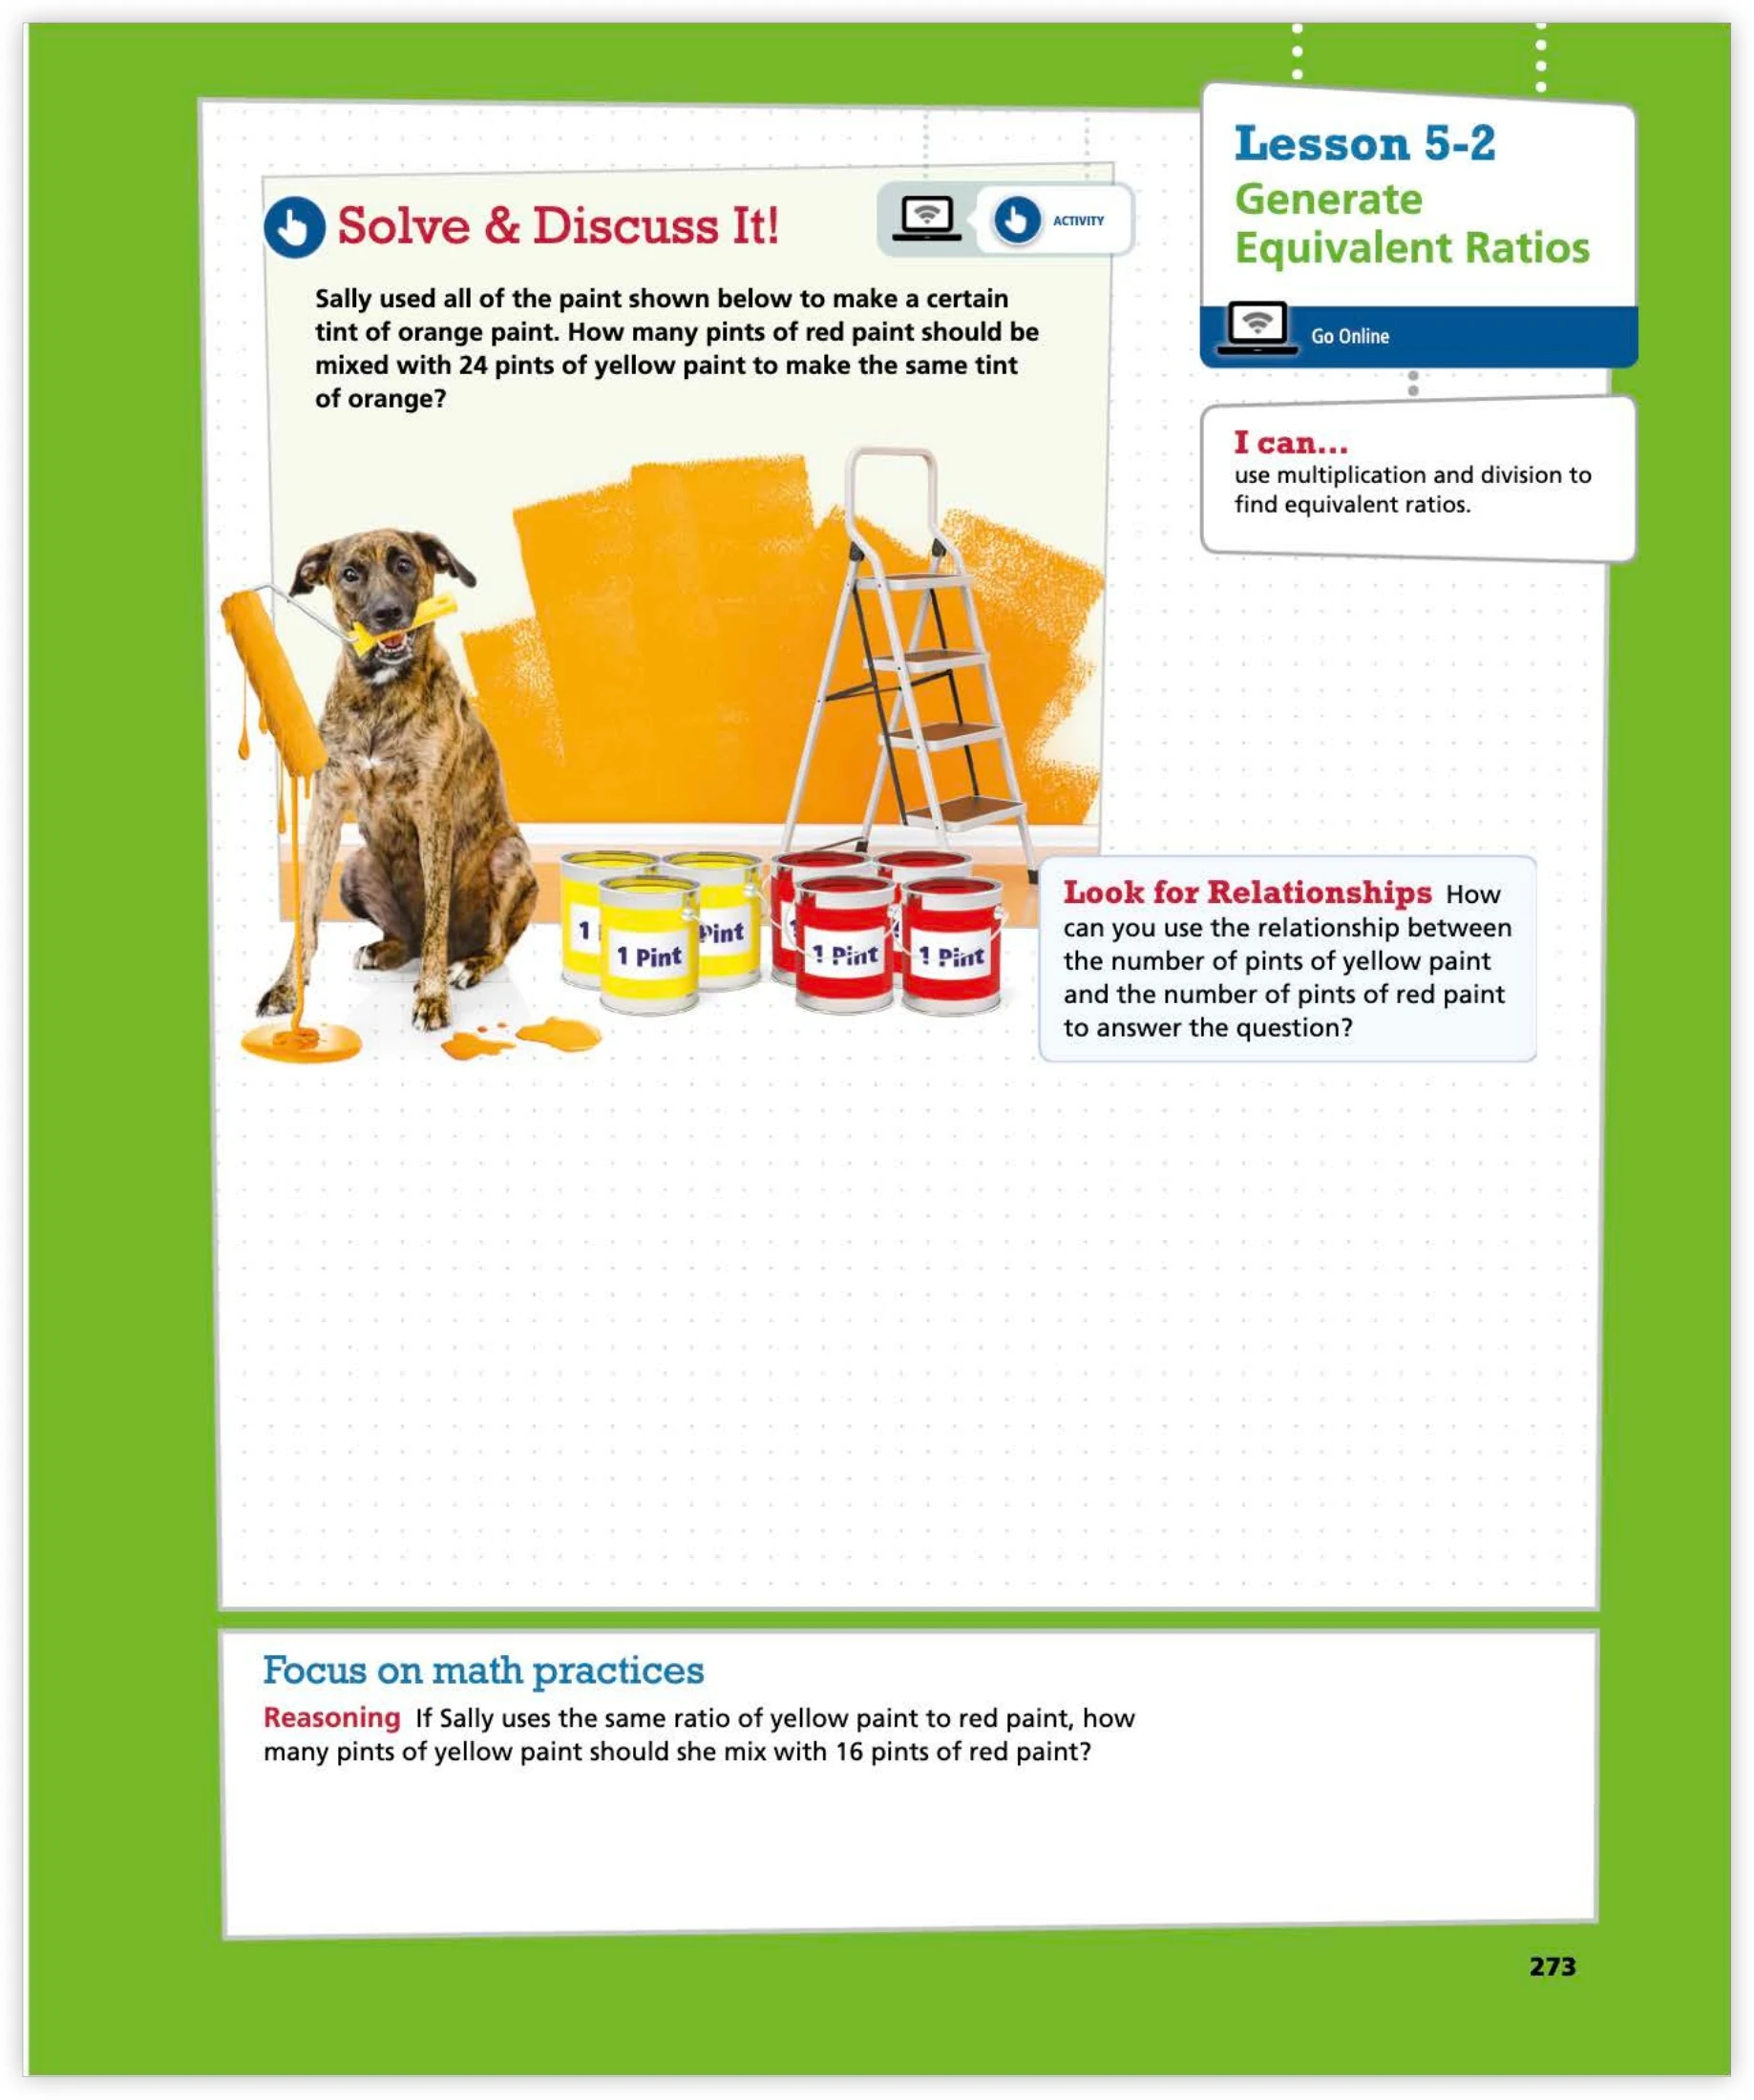 Lesson 5-2
Generate
Equivalent Ratios
Go Online
I can...
use multiplication and division to
find equivalent ratios.
Solve & Discuss It!
ACTIVITY
Sally used all of the paint shown below to make a certain
tint of orange paint. How many pints of red paint should be
mixed with 24 pints of yellow paint to make the same tint
of orange?
1
1 Pint
Pint
1 Pint
1 Pint
Look for Relationships How
can you use the relationship between
the number of pints of yellow paint
and the number of pints of red paint
to answer the question?
Focus on math practices
Reasoning If Sally uses the same ratio of yellow paint to red paint, how
many pints of yellow paint should she mix with 16 pints of red paint?
273